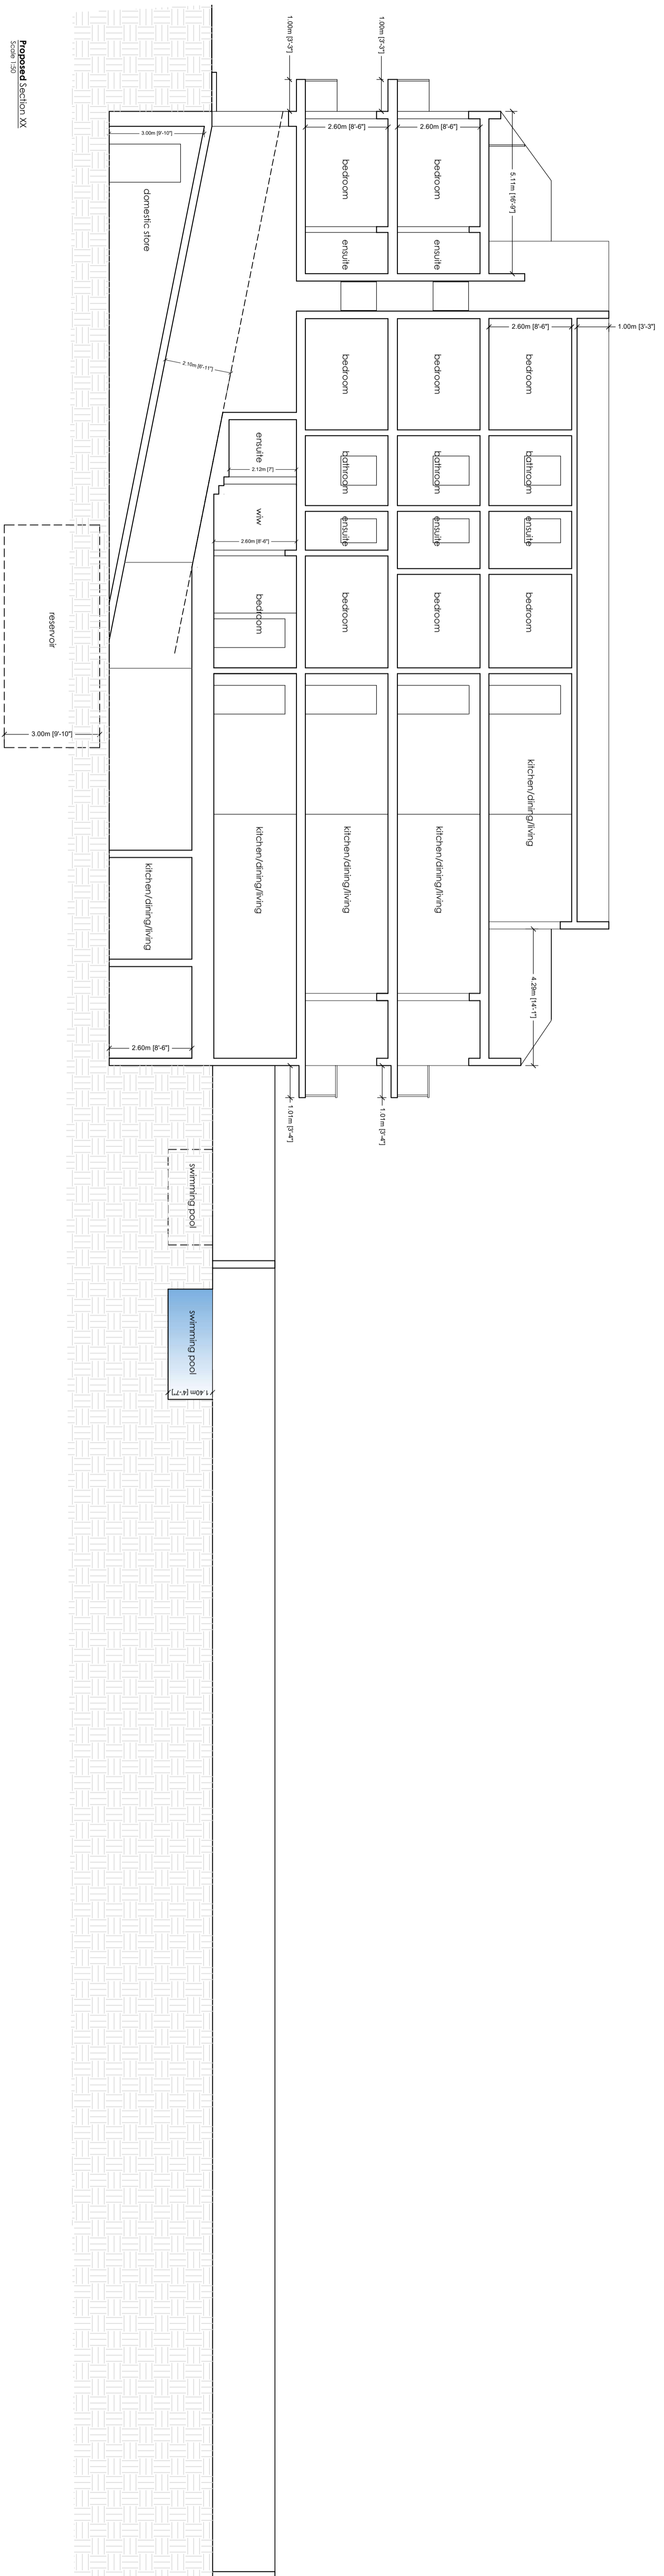 1.00m [3'-3"]
5.11m [16'-9"]
2.60m [8'-6"]
bedroom
bathroom
ensuite
bedroom
kitchen/dining/living
4.29m [14'-1"]
1.00m [3'-3"]
2.60m [8'-6"]
bedroom
ensuite
bedroom
bathroom
ensuite
bedroom
kitchen/dining/living
1.01m [3'-4"]
1.00m [3'-3"]
2.60m [8'-6"]
bedroom
ensuite
bedroom
bathroom
ensuite
bedroom
kitchen/dining/living
1.01m [3'-4"]
ensuite
2.12m [7']
wiw
2.60m [8'-6"]
bedroom
kitchen/dining/living
2.10m [6'-11"]
swimming pool
swimming pool
1.40m [4'-7"]
3.00m [9'-10"]
domestic store
kitchen/dining/living
2.60m [8'-6"]
reservoir
3.00m [9'-10"]
Proposed Section XX
Scale 1:50